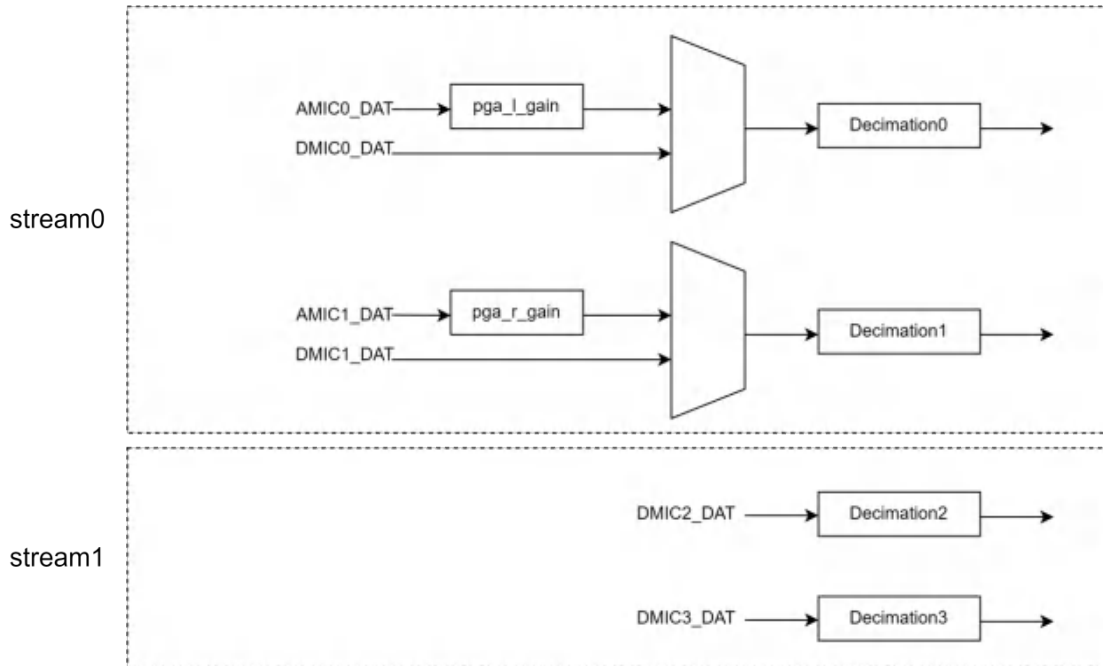 stream0
AMIC0_DAT
pga_l_gain
DMIC0_DAT
Decimation0
AMIC1_DAT
pga_r_gain
DMIC1_DAT
Decimation1
stream1
DMIC2_DAT
Decimation2
DMIC3_DAT
Decimation3